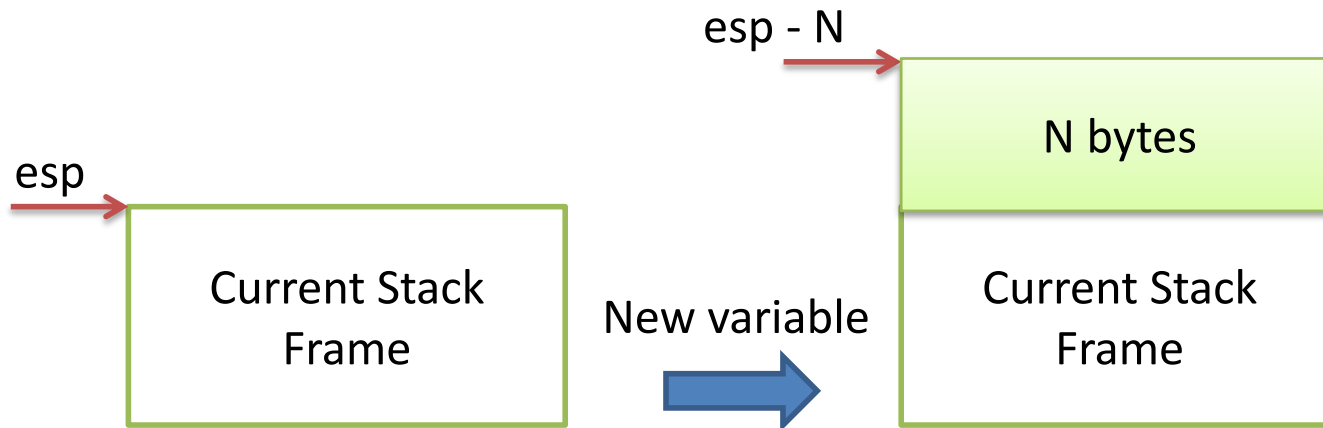 esp - N
N bytes
esp
Current Stack
Frame
New variable
Current Stack
Frame